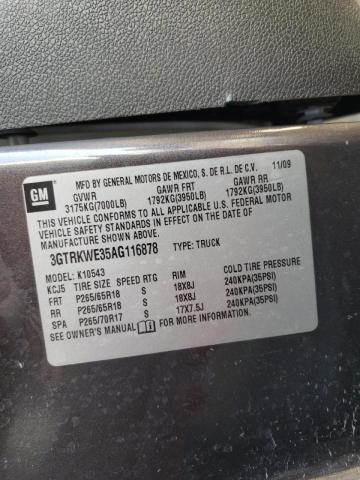 GM
MFD BY GENERAL MOTORS DE MEXICO, S. DE R.L. DE C.V. 11/09
GVWR GAWR FRT GAWR RR
3175KG(7000LB) 1792KG(3950LB) 1792KG(3950LB)
THIS VEHICLE CONFORMS TO ALL APPLICABLE U.S. FEDERAL MOTOR
VEHICLE SAFETY STANDARDS IN EFFECT ON THE DATE OF
MANUFACTURE SHOWN ABOVE.
3GTRKWE35AG116878 TYPE: TRUCK
MODEL: K10543
KCJ5 TIRE SIZE SPEED RTG RIM COLD TIRE PRESSURE
FRT P265/65R18 S 18X8J 240KPA(35PSI)
RR P265/65R18 S 18X8J 240KPA(35PSI)
SPA P265/70R17 S 17X7.5J 240KPA(35PSI)
SEE OWNER'S MANUAL FOR MORE INFORMATION.